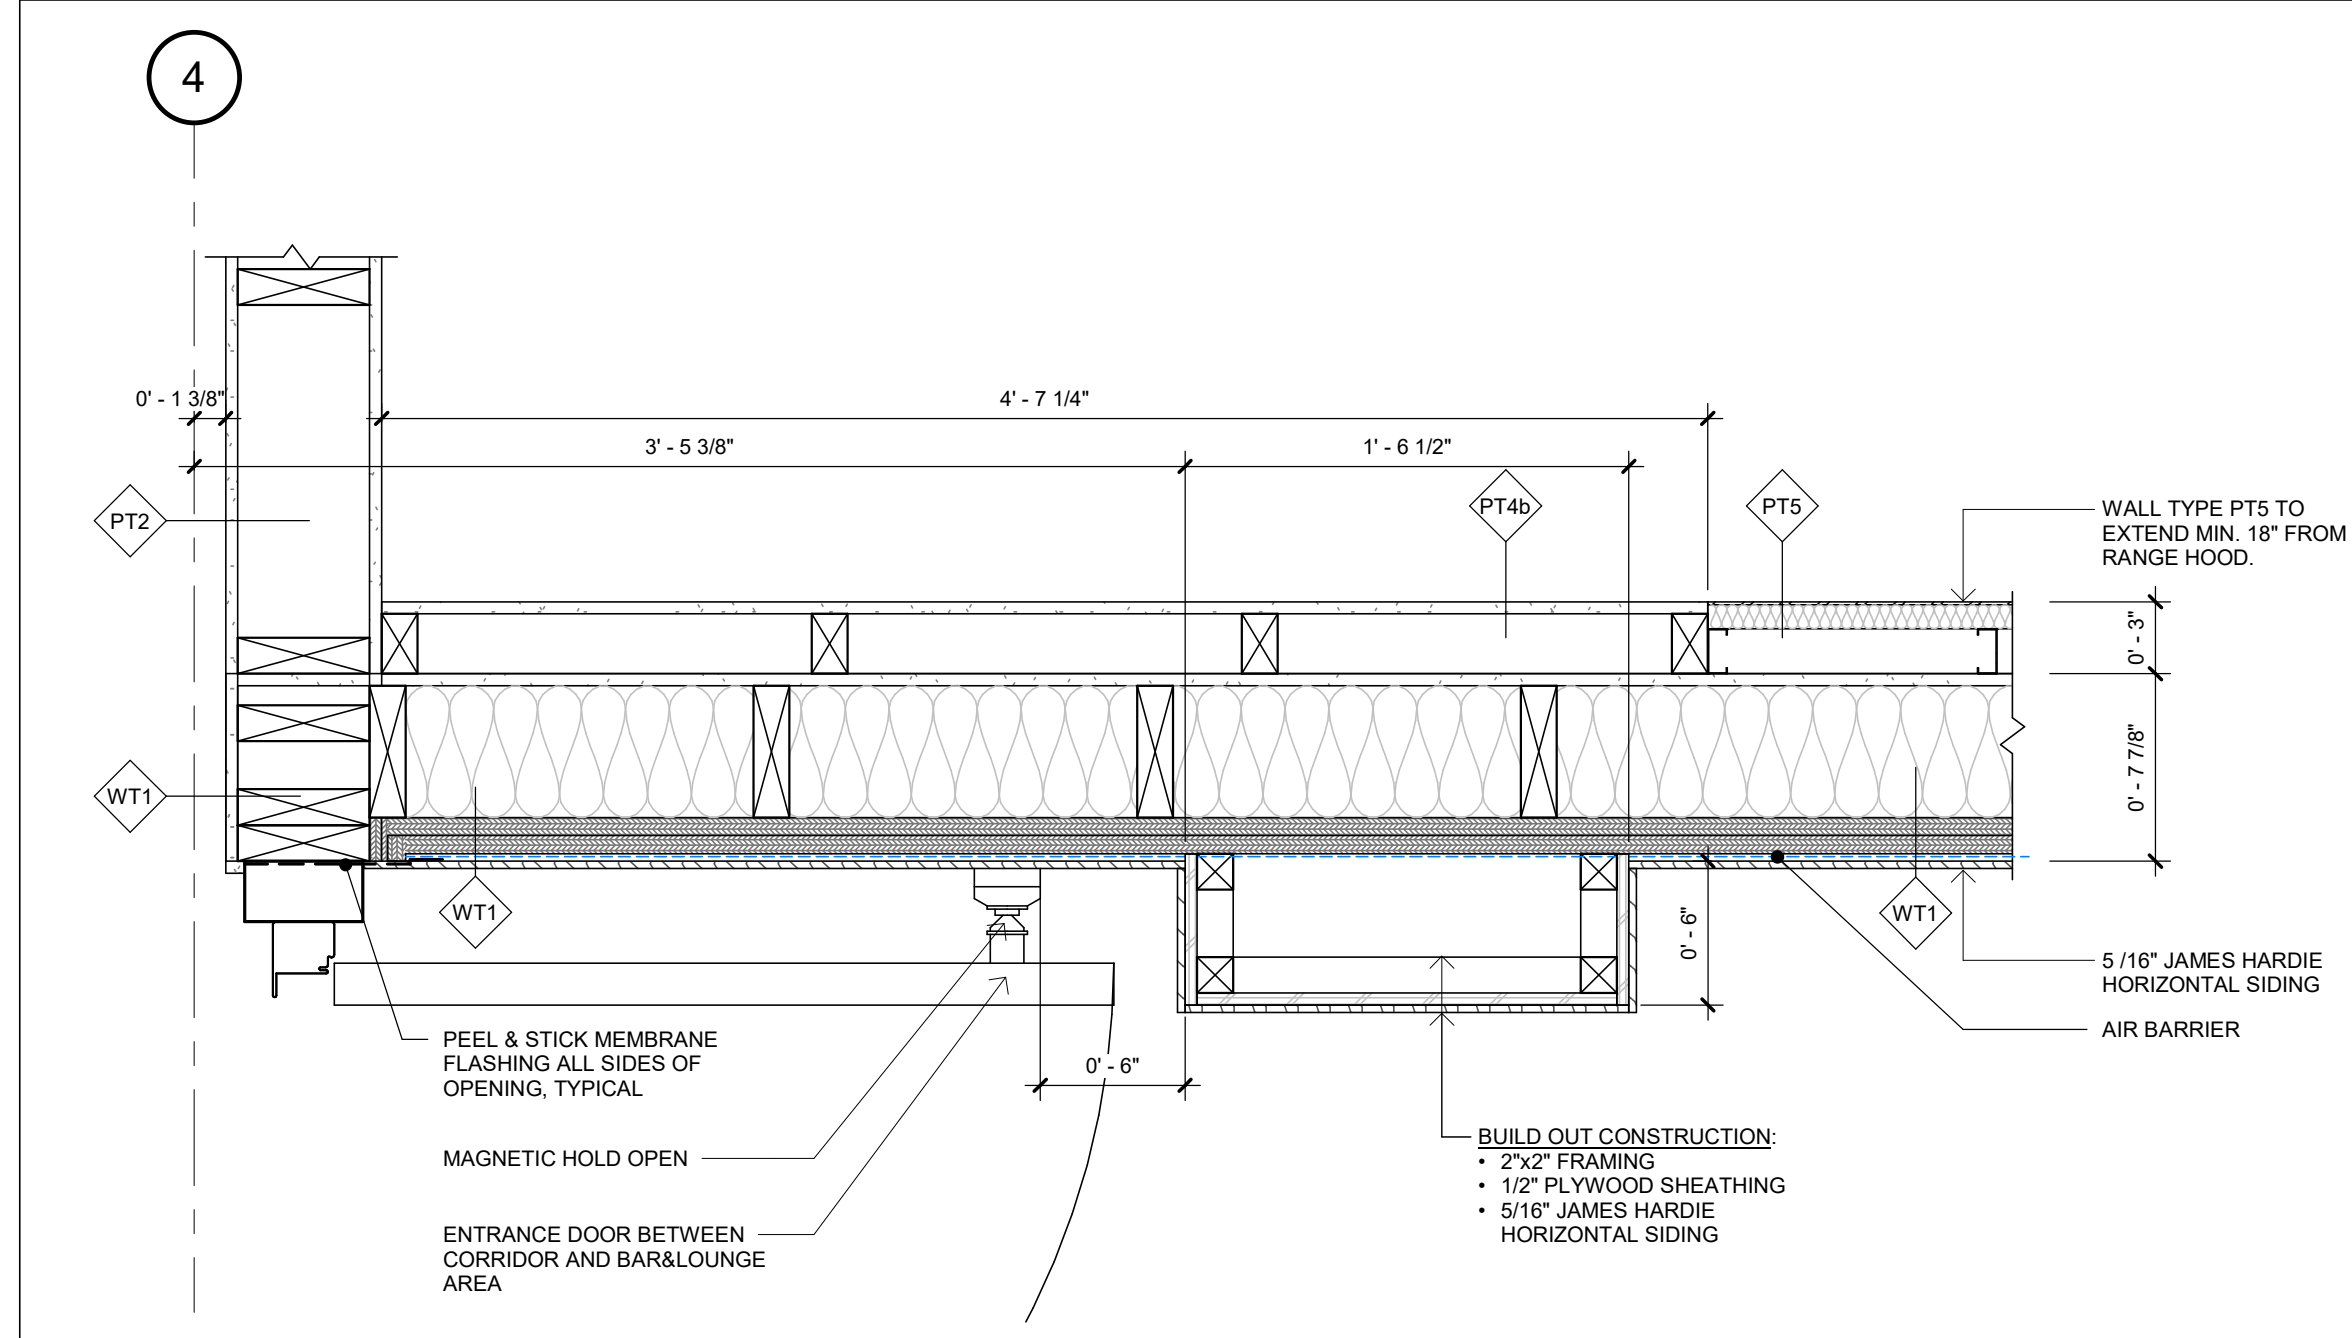 4
0' - 1 3/8"
4' - 7 1/4"
3' - 5 3/8"
1' - 6 1/2"
PT2
PT4b
PT5
WALL TYPE PT5 TO
EXTEND MIN. 18" FROM
RANGE HOOD.
0' - 3"
0' - 7 7/8"
WT1
WT1
WT1
0' - 6"
5 /16" JAMES HARDIE
HORIZONTAL SIDING
AIR BARRIER
PEEL & STICK MEMBRANE
FLASHING ALL SIDES OF
OPENING, TYPICAL
0' - 6"
MAGNETIC HOLD OPEN
ENTRANCE DOOR BETWEEN
CORRIDOR AND BAR&LOUNGE
AREA
BUILD OUT CONSTRUCTION:
• 2"x2" FRAMING
• 1/2" PLYWOOD SHEATHING
• 5/16" JAMES HARDIE
HORIZONTAL SIDING